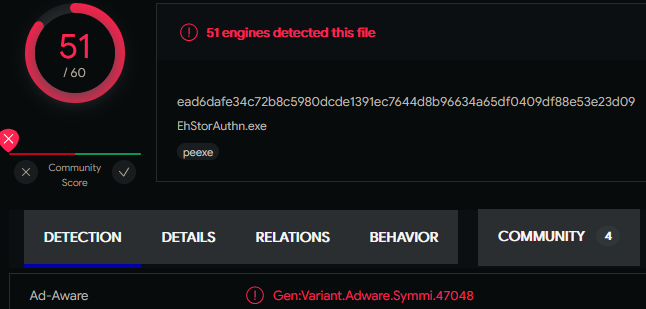 51
/ 60
Community
Score
51 engines detected this file
ead6dafe34c72b8c5980dcde1391ec7644d8b96634a65df0409df88e53e23d09
EhStorAuthn.exe
peexe
DETECTION DETAILS RELATIONS BEHAVIOR COMMUNITY 4
Ad-Aware Gen:Variant.Adware.Symmi.47048